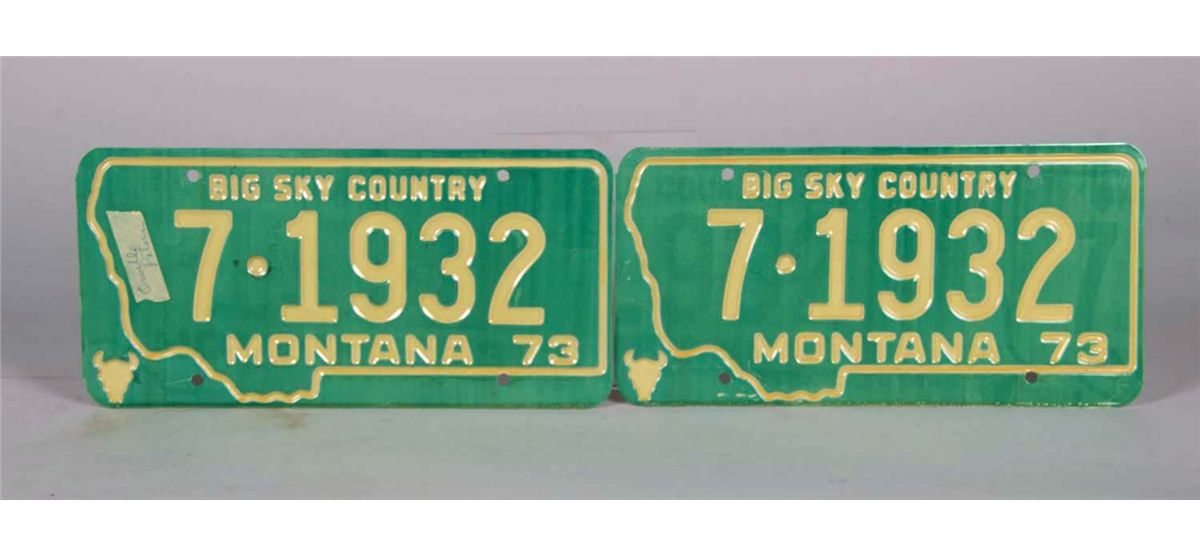 BIG SKY COUNTRY
7·1932
MONTANA 73
BIG SKY COUNTRY
7·1932
MONTANA 73